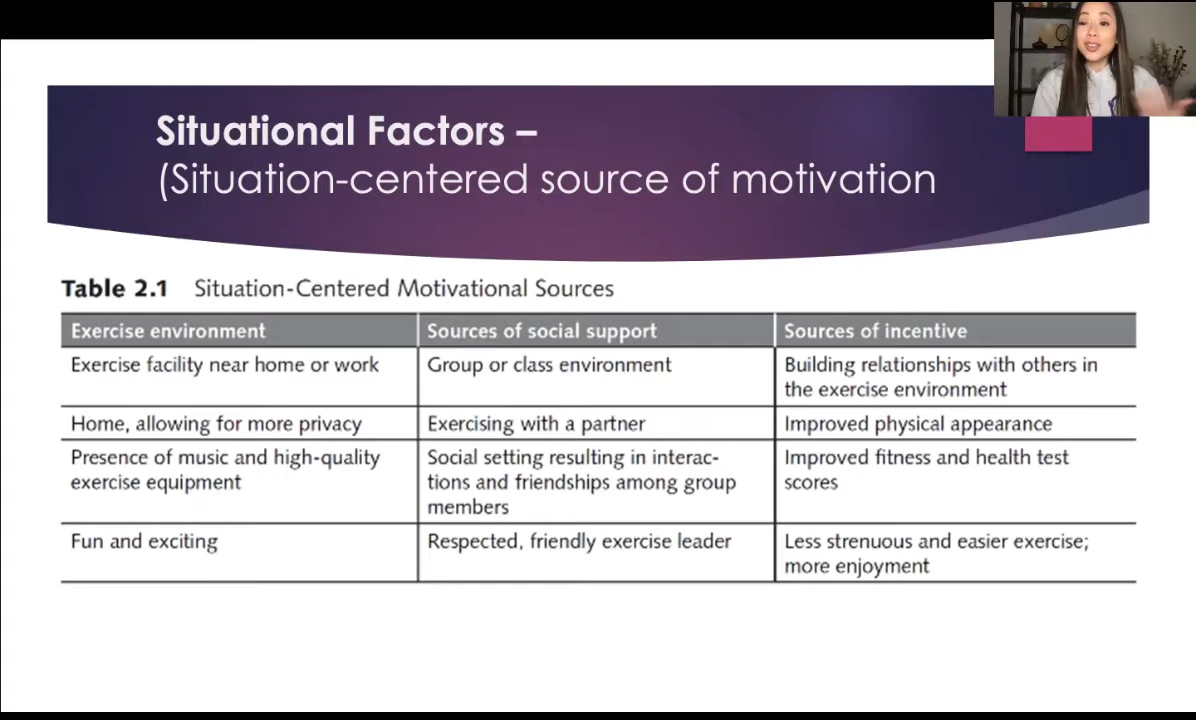 Situational Factors –
(Situation-centered source of motivation
Table 2.1 Situation-Centered Motivational Sources
Exercise environment Sources of social support Sources of incentive
Exercise facility near home or work Group or class environment Building relationships with others in
the exercise environment
Home, allowing for more privacy Exercising with a partner Improved physical appearance
Presence of music and high-quality Social setting resulting in interac- Improved fitness and health test
exercise equipment tions and friendships among group scores
members
Fun and exciting Respected, friendly exercise leader Less strenuous and easier exercise;
more enjoyment